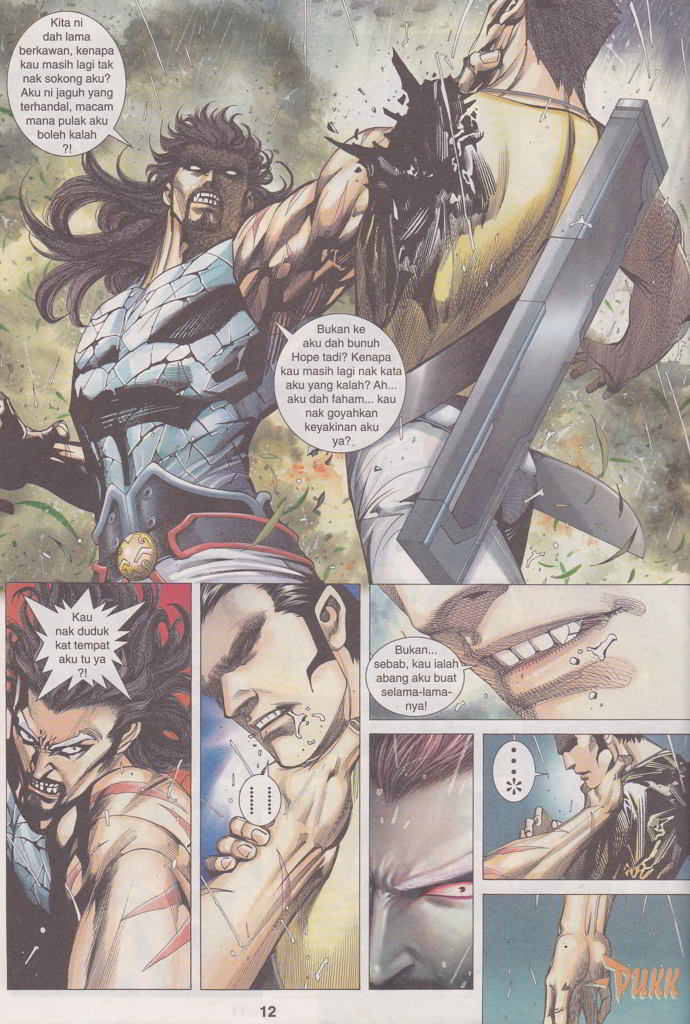 Kita ni
dah lama
berkawan, kenapa
kau masih lagi tak
nak sokong aku?
Aku ni jaguh yang
terhandal, macam
mana pulak aku
boleh kalah
?!
Bukan ke
aku dah bunuh
Hope tadi? Kenapa
kau masih lagi nak kata
aku yang kalah? Ah...
aku dah faham... kau
nak goyahkan
keyakinan aku
ya?
Kau
nak duduk
kat tempat
aku tu ya
?!
Bukan...
sebab, kau ialah
abang aku buat
selama-lama-
nya!
PUKK
12